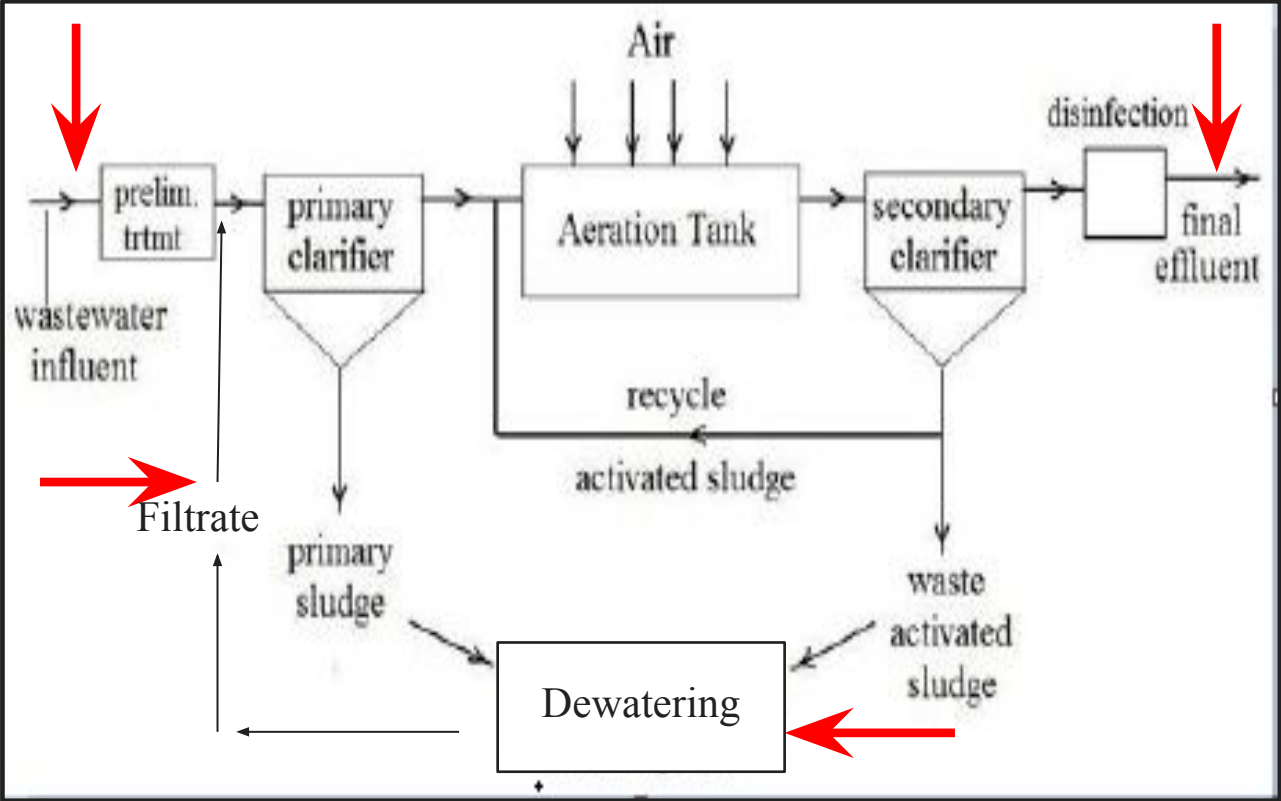 Air
disinfection
prelim.
trtmt
primary
clarifier
Aeration Tank
secondary
clarifier
final
effluent
wastewater
influent
recycle
activated sludge
Filtrate
primary
sludge
waste
activated
sludge
Dewatering